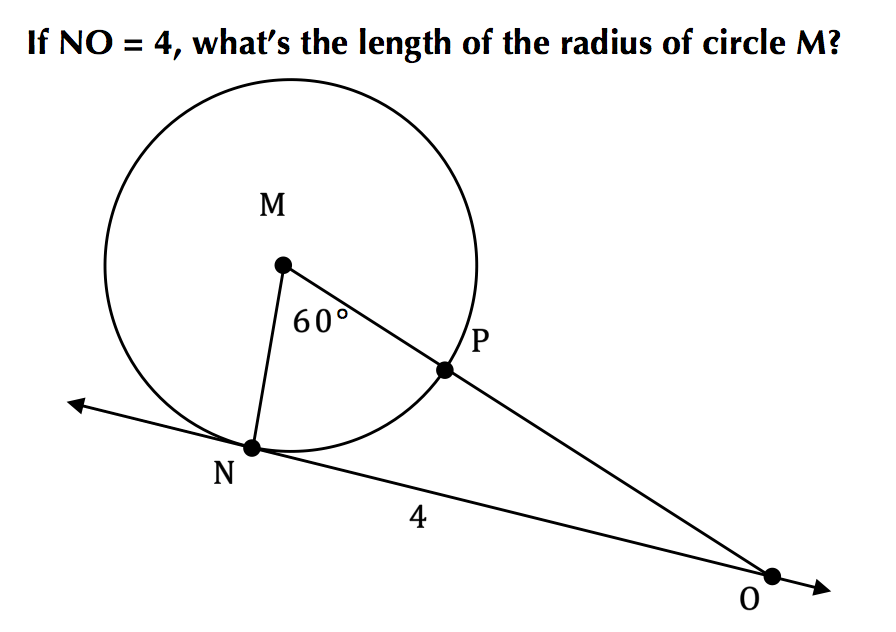 If NO = 4, what's the length of the radius of circle M?
M
60°
P
N
4
O